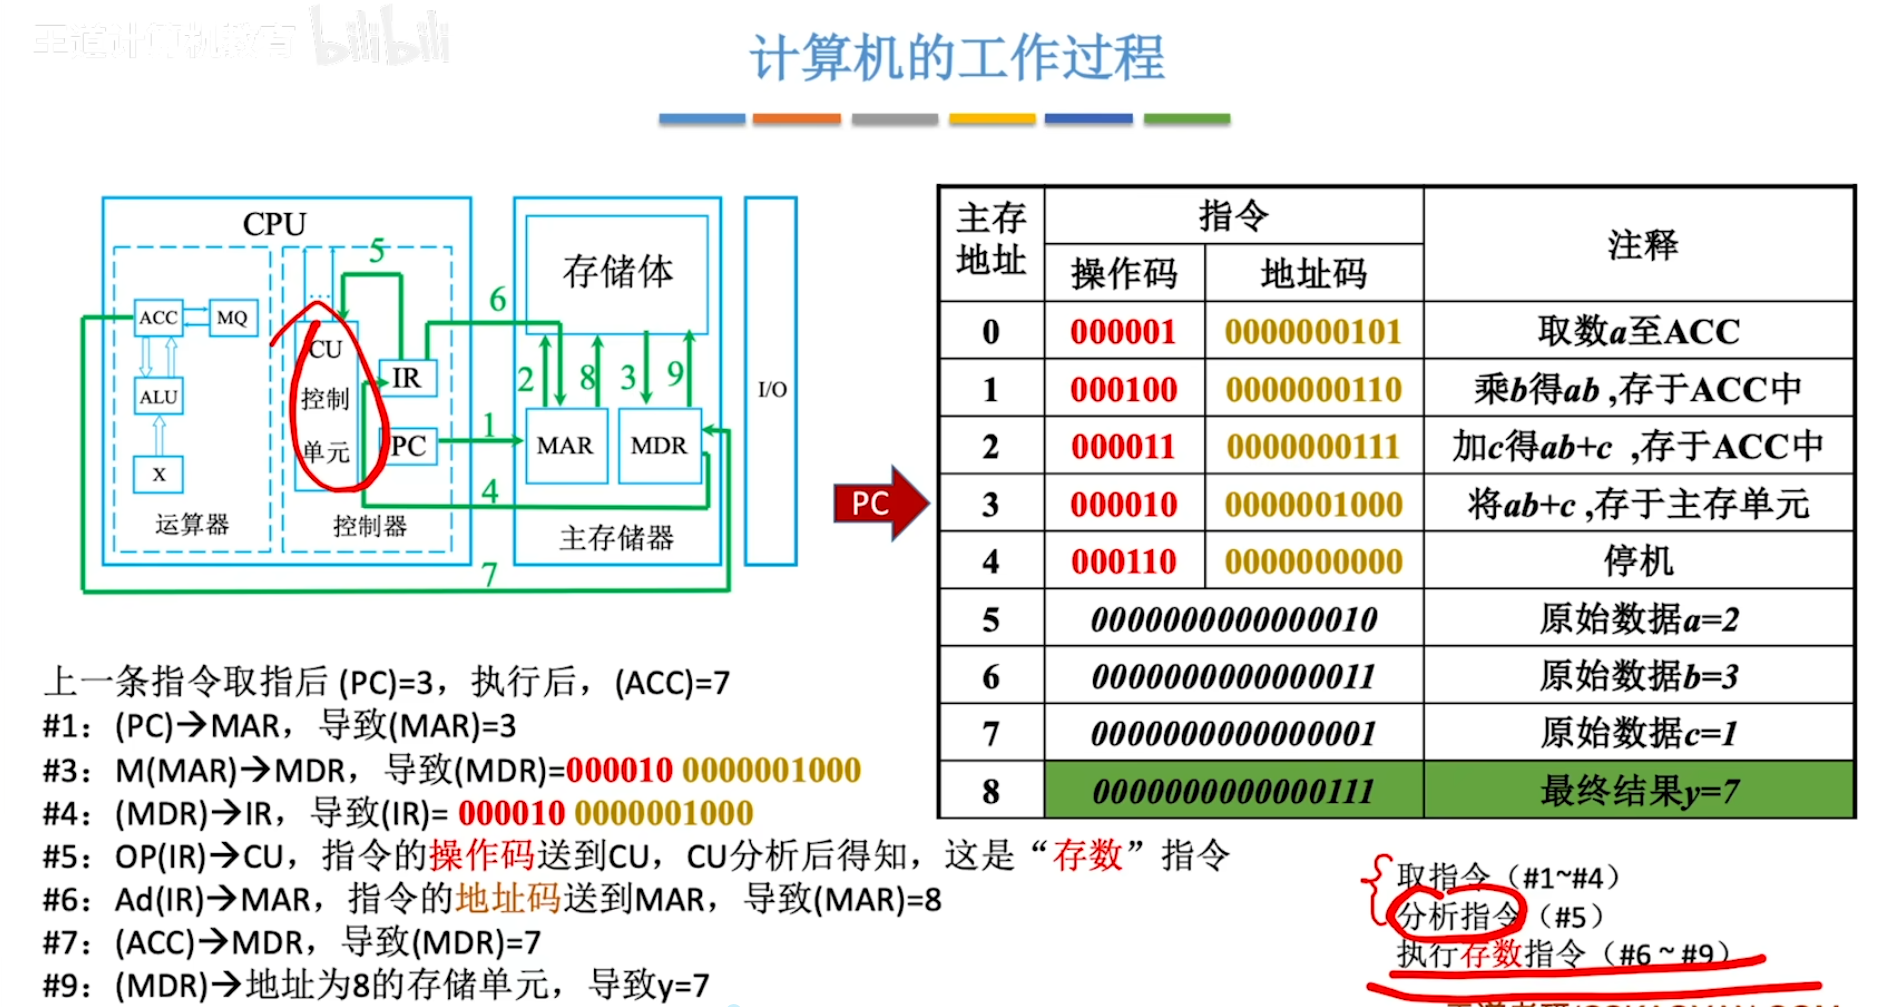 王道计算机教育 bilibili
计算机的工作过程
CPU
ACC
MQ
ALU
X
运算器
5
...
CU
控制
单元
IR
PC
控制器
6
1
4
7
存储体
2
8
3
9
MAR
MDR
主存储器
I/O
PC
主存地址 指令 注释
操作码 地址码
0 000001 0000000101 取数a至ACC
1 000100 0000000110 乘b得ab ,存于ACC中
2 000011 0000000111 加c得ab+c ,存于ACC中
3 000010 0000001000 将ab+c ,存于主存单元
4 000110 0000000000 停机
5 0000000000000010 原始数据a=2
6 0000000000000011 原始数据b=3
7 0000000000000001 原始数据c=1
8 0000000000000111 最终结果y=7
上一条指令取指后 (PC)=3，执行后，(ACC)=7
#1：(PC)→MAR，导致(MAR)=3
#3：M(MAR)→MDR，导致(MDR)=000010 0000001000
#4：(MDR)→IR，导致(IR)= 000010 0000001000
#5：OP(IR)→CU，指令的操作码送到CU，CU分析后得知，这是“存数”指令
#6：Ad(IR)→MAR，指令的地址码送到MAR，导致(MAR)=8
#7：(ACC)→MDR，导致(MDR)=7
#9：(MDR)→地址为8的存储单元，导致y=7
取指令（#1~#4）
分析指令（#5）
执行存数指令（#6 ~ #9）